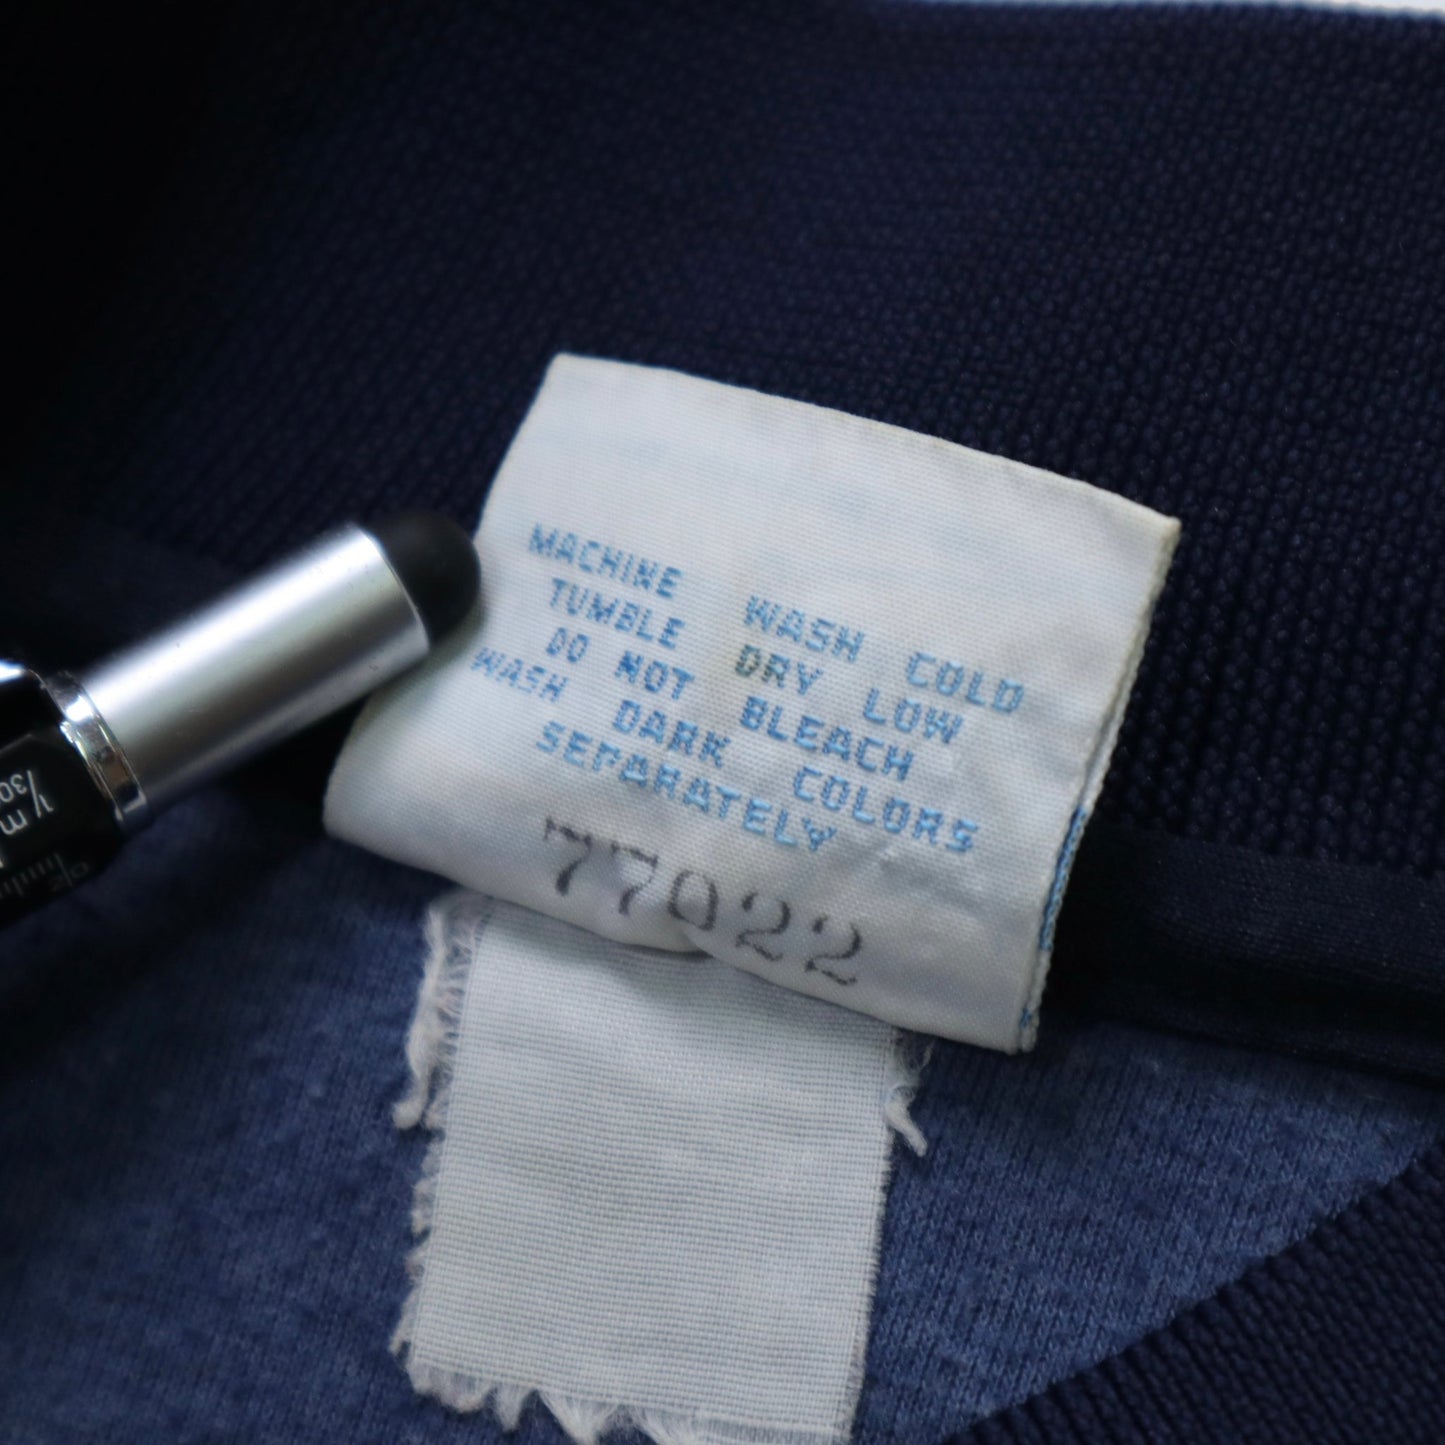 MACHINE WASH COLD
TUMBLE DRY LOW
DO NOT BLEACH
WASH DARK COLORS
SEPARATELY
77022